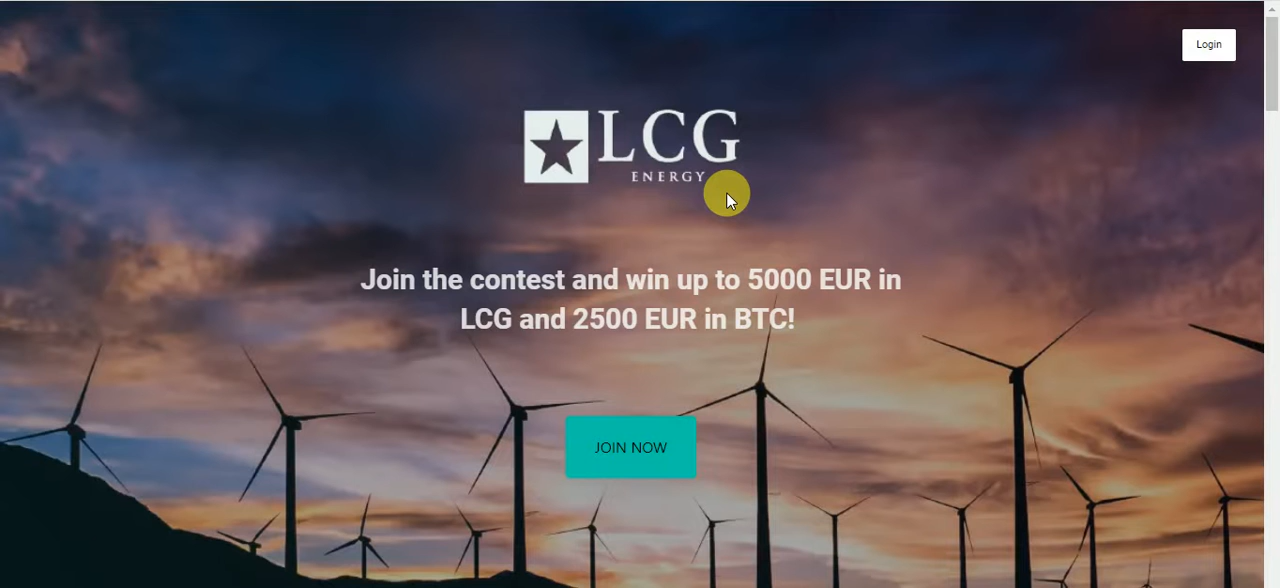 Login
LCG
ENERGY
Join the contest and win up to 5000 EUR in
LCG and 2500 EUR in BTC!
JOIN NOW